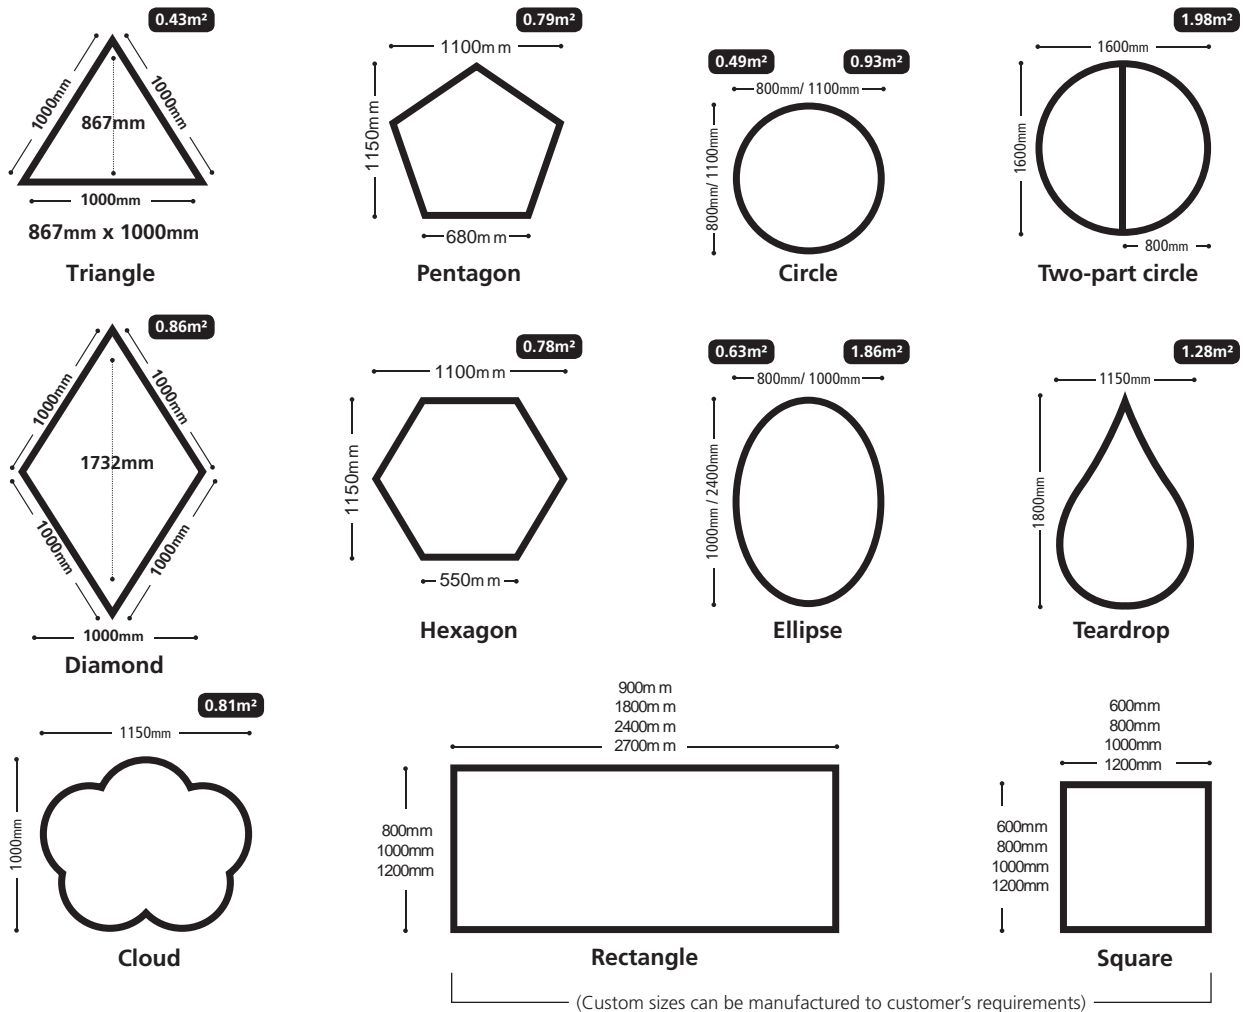 0.43m²
1000mm
1000mm
867mm
1000mm
867mm x 1000mm
Triangle
0.79m²
1100mm
1150mm
680mm
Pentagon
0.49m²
0.93m²
800mm/ 1100mm
800mm/ 1100mm
Circle
1.98m²
1600mm
1600mm
800mm
Two-part circle
0.86m²
1000mm
1000mm
1732mm
1000mm
1000mm
1000mm
Diamond
0.78m²
1100mm
1150mm
550mm
Hexagon
0.63m²
1.86m²
800mm/ 1000mm
1000mm / 2400mm
Ellipse
1.28m²
1150mm
1800mm
Teardrop
0.81m²
1150mm
1000mm
Cloud
900mm
1800mm
2400mm
2700mm
800mm
1000mm
1200mm
Rectangle
600mm
800mm
1000mm
1200mm
600mm
800mm
1000mm
1200mm
Square
(Custom sizes can be manufactured to customer’s requirements)